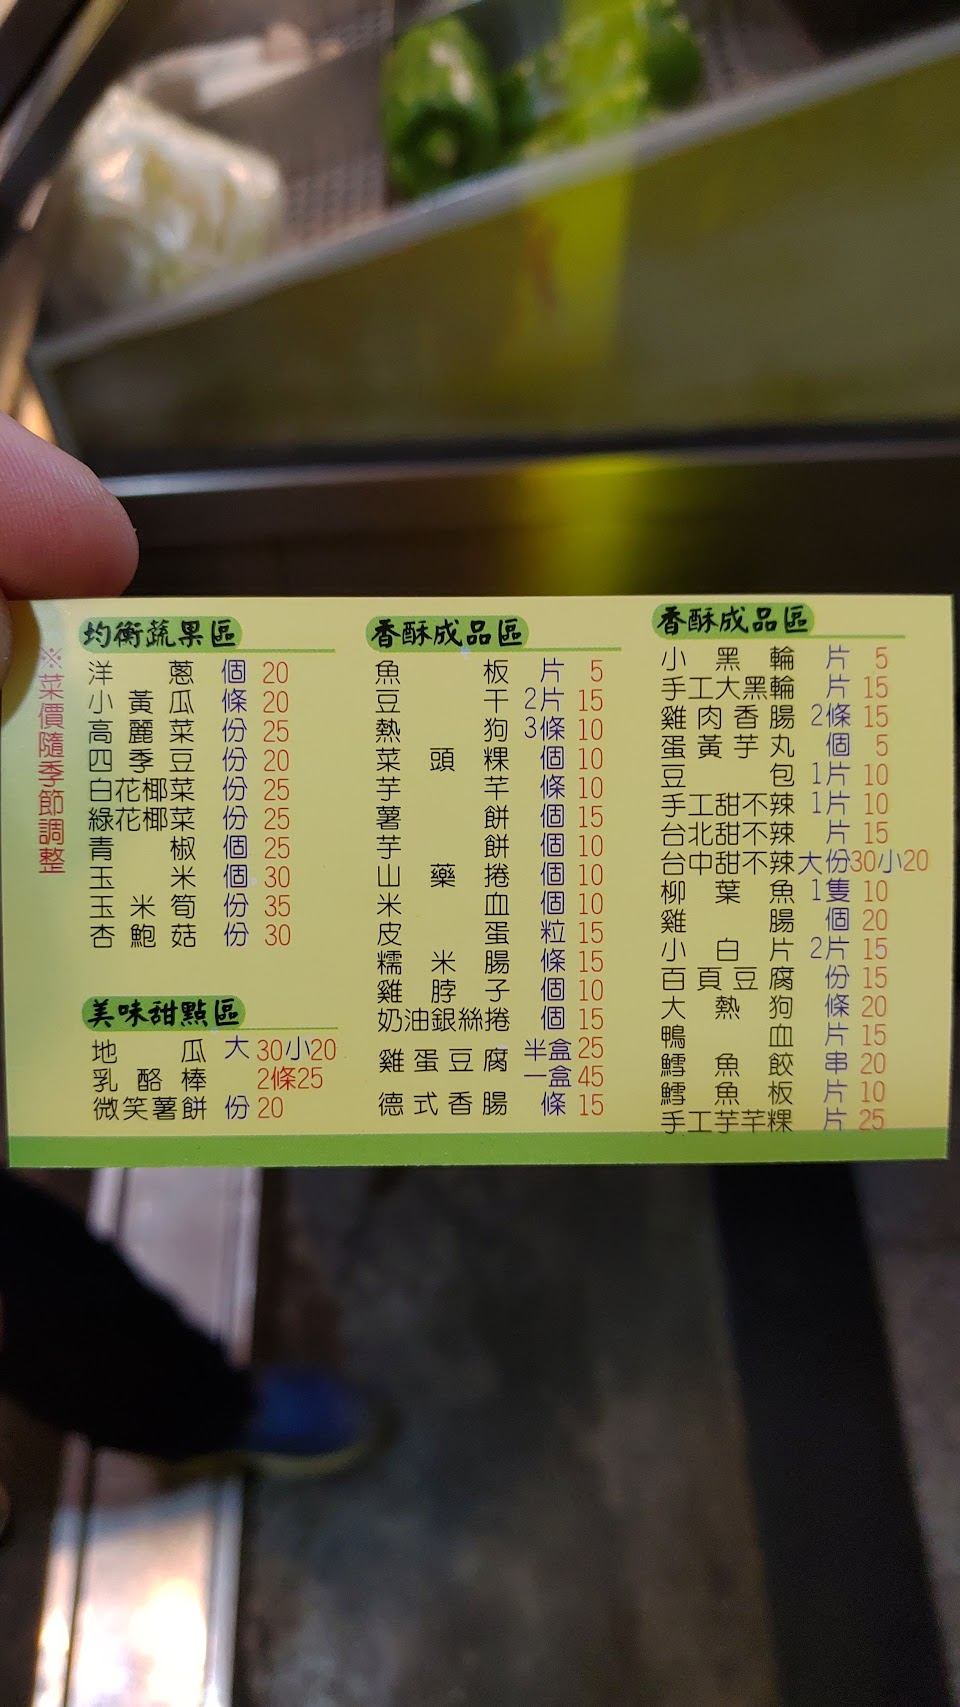 ※菜價隨季節調整
均衡蔬果區
洋蔥 個 20
小黃瓜 條 20
高麗菜 份 25
四季豆 份 20
白花椰菜 份 25
綠花椰菜 份 25
青椒 個 25
玉米 個 30
玉米筍 份 35
杏鮑菇 份 30
美味甜點區
地瓜 大30小20
乳酪棒 2條25
微笑薯餅 份 20
香酥成品區
魚板 片 5
豆干 2片 15
熱狗 3條 10
菜頭粿 個 10
芋芊 條 10
薯餅 個 15
芋餅 個 10
山藥捲 個 10
米血 個 10
皮蛋 粒 15
糯米腸 條 15
雞脖子 個 10
奶油銀絲捲 個 15
雞蛋豆腐 半盒 25
一盒 45
德式香腸 條 15
香酥成品區
小黑輪 片 5
手工大黑輪 片 15
雞肉香腸 2條 15
蛋黃芋丸 個 5
豆包 1片 10
手工甜不辣 1片 10
台北甜不辣 片 15
台中甜不辣 大份30小20
柳葉魚 1隻 10
雞腸 個 20
小白片 2片 15
百頁豆腐 份 15
大熱狗 條 20
鴨血 片 15
鱈魚餃 串 20
鱈魚板 片 10
手工芋芊粿 片 25